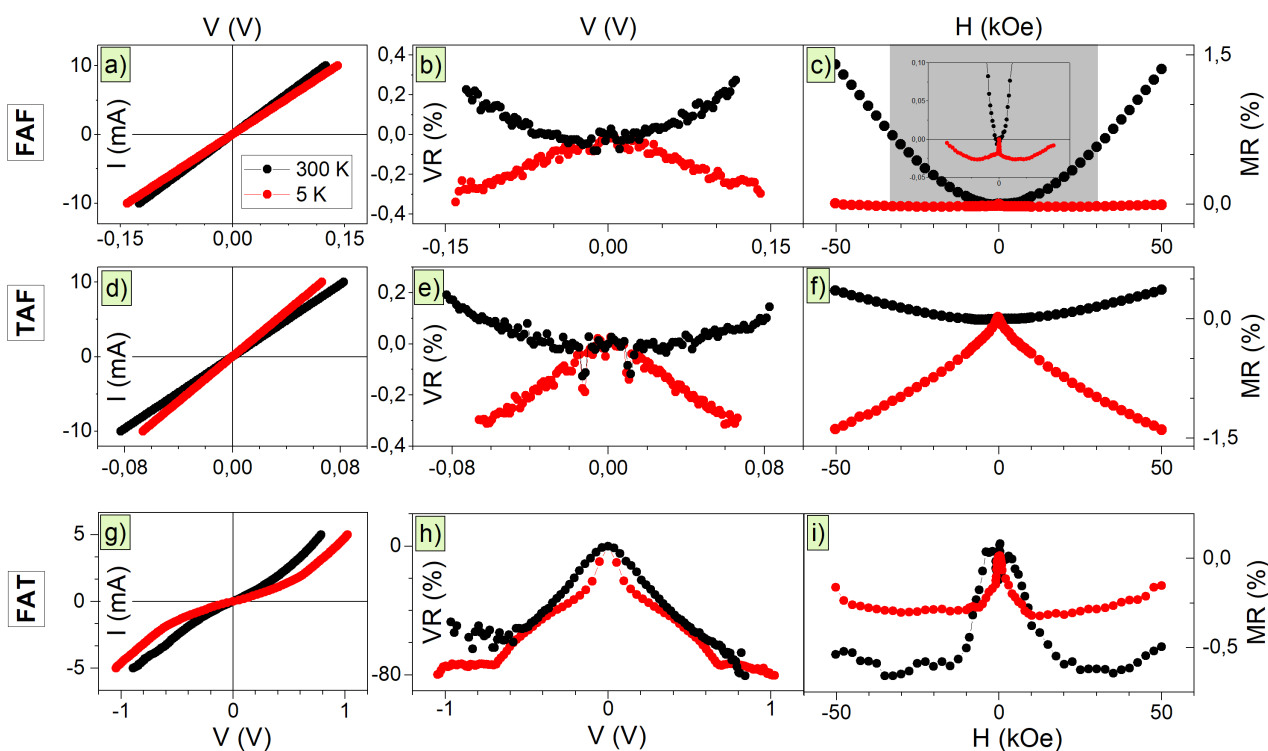 V (V) V (V) H (kOe)
FAF
a)
10
0
-10
I (mA)
300 K
5 K
-0,15 0,00 0,15
b)
0,4
0,2
0,0
-0,2
-0,4
VR (%)
-0,15 0,00 0,15
c)
0,10
0,05
0,00
-0,05
0
1,5
0,0
MR (%)
-50 0 50
TAF
d)
10
0
-10
I (mA)
-0,08 0,00 0,08
e)
0,2
0,0
-0,2
-0,4
VR (%)
-0,08 0,00 0,08
f)
0,0
-1,5
MR (%)
-50 0 50
FAT
g)
5
0
-5
I (mA)
-1 0 1
V (V)
h)
0
-80
VR (%)
-1 0 1
V (V)
i)
0,0
-0,5
MR (%)
-50 0 50
H (kOe)